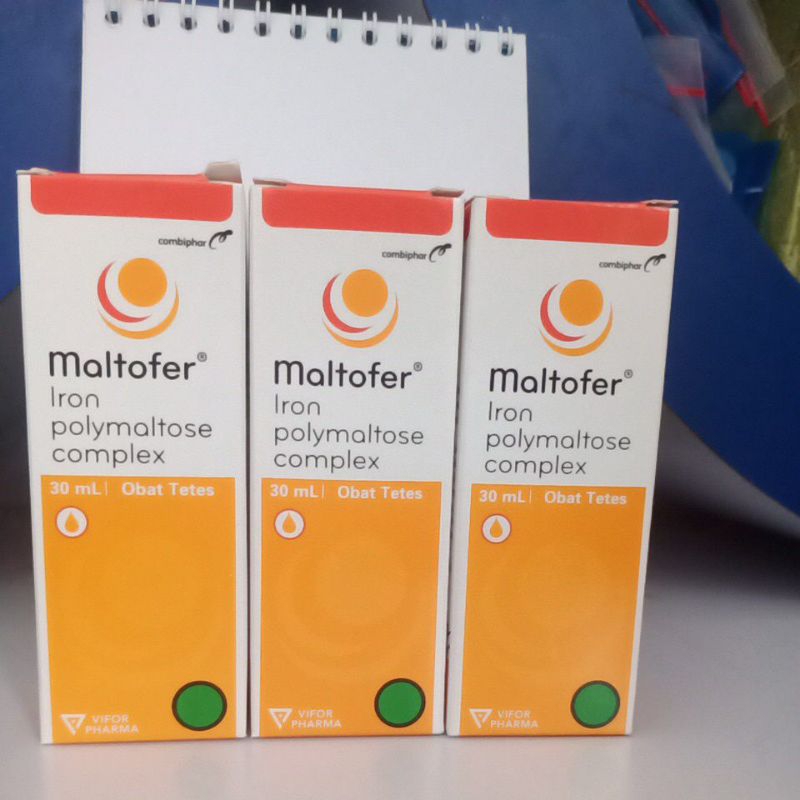 combiphar
maltofer®
Iron
polymaltose
complex
30 mL | Obat Tetes
VIFOR
PHARMA
combiphar
maltofer®
Iron
polymaltose
complex
30 mL | Obat Tetes
VIFOR
PHARMA
combiphar
maltofer®
Iron
polymaltose
complex
30 mL | Obat Tetes
VIFOR
PHARMA